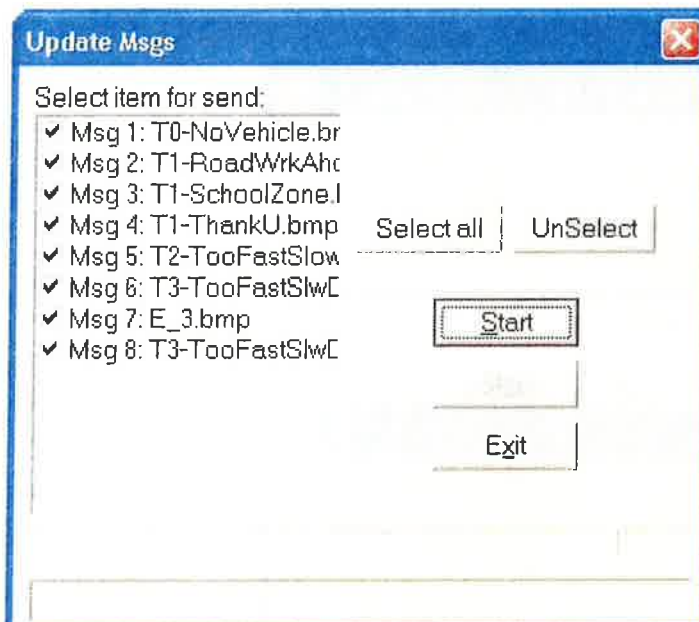 Update Msgs
Select item for send:
Msg 1: T0-NoVehicle.br
Msg 2: T1-RoadWrkAhc
Msg 3: T1-SchoolZone.l
Msg 4: T1-ThankU.bmp
Msg 5: T2-TooFastSlow
Msg 6: T3-TooFastSlwD
Msg 7: E_3.bmp
Msg 8: T3-TooFastSlwD
Select all
UnSelect
Start
Exit